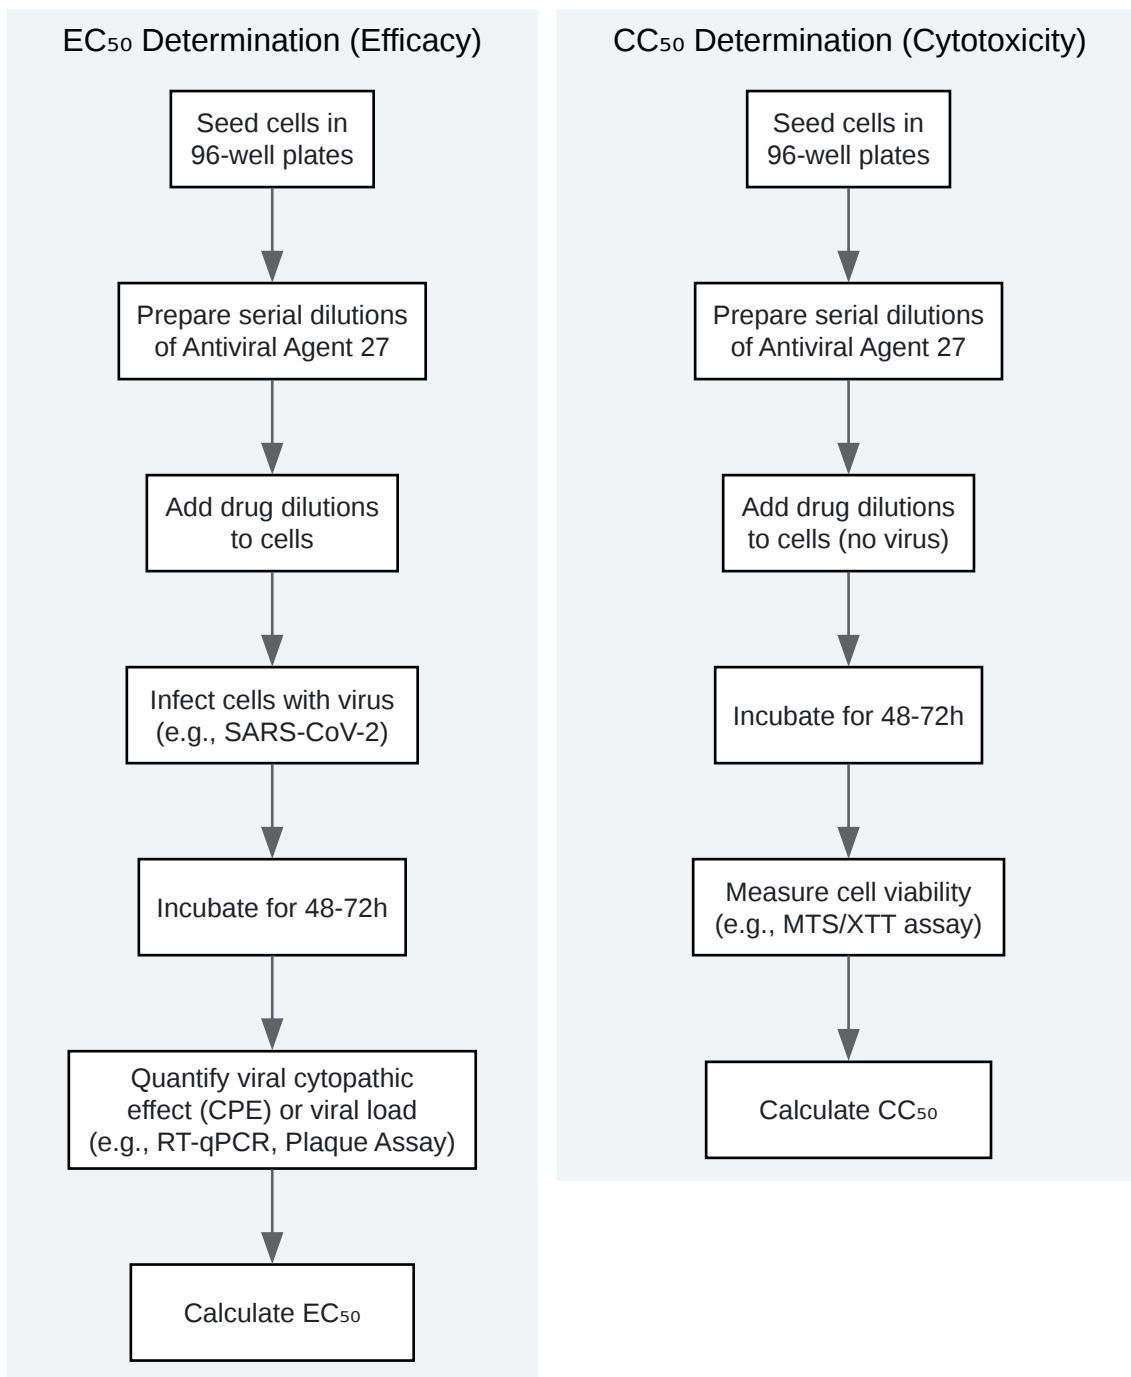 EC₅₀ Determination (Efficacy)
Seed cells in
96-well plates
Prepare serial dilutions
of Antiviral Agent 27
Add drug dilutions
to cells
Infect cells with virus
(e.g., SARS-CoV-2)
Incubate for 48-72h
Quantify viral cytopathic
effect (CPE) or viral load
(e.g., RT-qPCR, Plaque Assay)
Calculate EC₅₀
CC₅₀ Determination (Cytotoxicity)
Seed cells in
96-well plates
Prepare serial dilutions
of Antiviral Agent 27
Add drug dilutions
to cells (no virus)
Incubate for 48-72h
Measure cell viability
(e.g., MTS/XTT assay)
Calculate CC₅₀